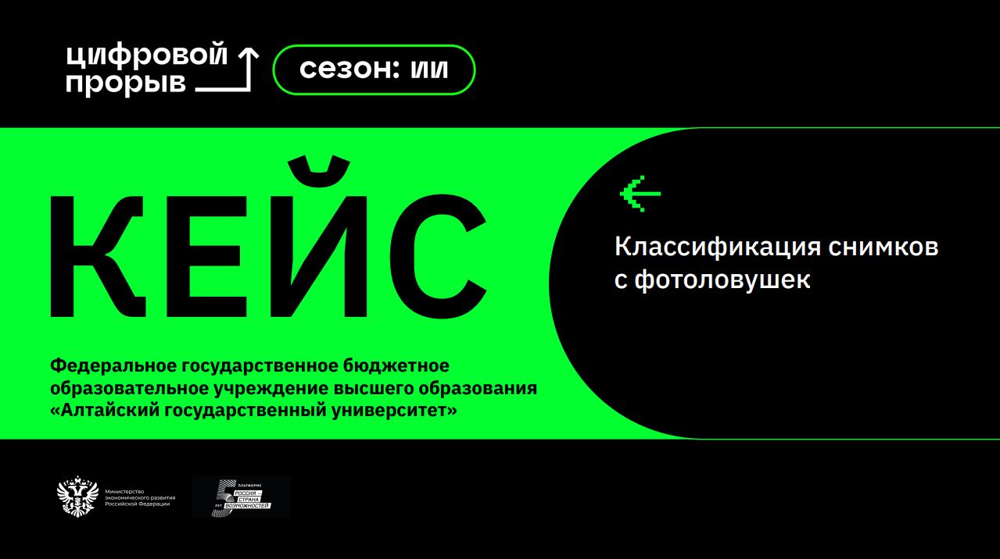 цифровой
прорыв
сезон: ии
КЕЙС
Классификация снимков
с фотоловушек
Федеральное государственное бюджетное
образовательное учреждение высшего образования
«Алтайский государственный университет»
Министерство
экономического развития
Российской Федерации
ПЛАТФОРМЕ
РОССИЯ –
СТРАНА
ВОЗМОЖНОСТЕЙ
5
ЛЕТ